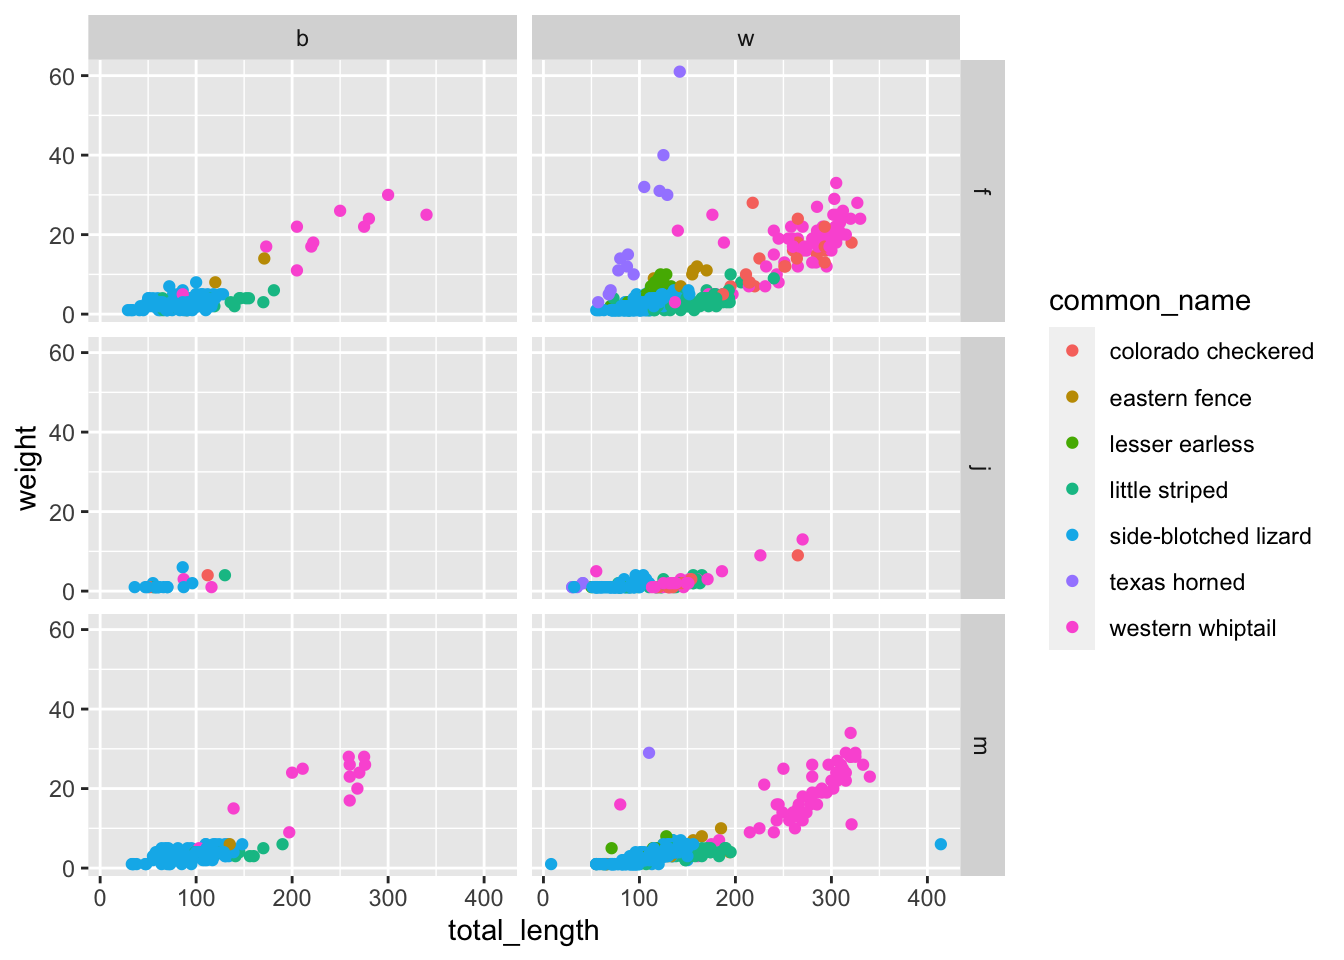 b
w
60
40
20
0
f
60
40
20
0
j
60
40
20
0
m
0
100
200
300
400
0
100
200
300
400
total_length
weight
common_name
colorado checkered
eastern fence
lesser earless
little striped
side-blotched lizard
texas horned
western whiptail